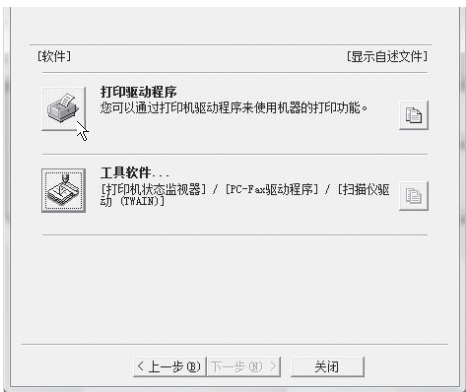 [软件] [显示自述文件]
打印驱动程序
您可以通过打印机驱动程序来使用机器的打印功能。
工具软件...
[打印机状态监视器] / [PC-Fax驱动程序] / [扫描仪驱
动 (TWAIN)]
< 上一步(B) 下一步(N) > 关闭